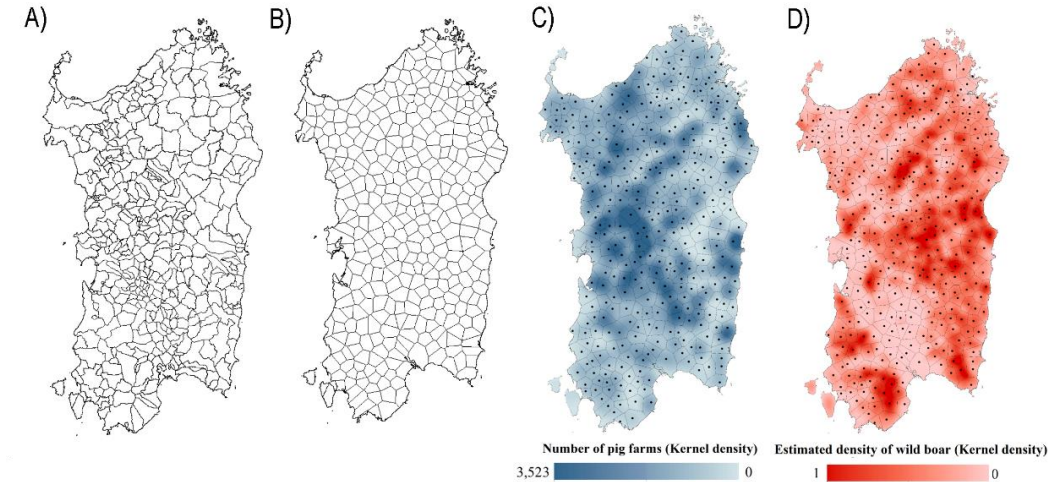 A)
B)
C)
D)
Number of pig farms (Kernel density)
3,523 0
Estimated density of wild boar (Kernel density)
1 0